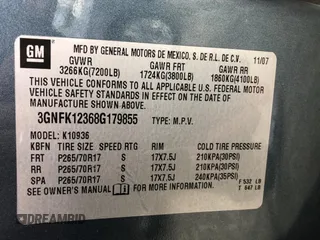 GM
MFD BY GENERAL MOTORS DE MEXICO, S. DE R.L. DE C.V. 11/07
GVWR GAWR FRT GAWR RR
3266KG(7200LB) 1724KG(3800LB) 1860KG(4100LB)
THIS VEHICLE CONFORMS TO ALL APPLICABLE U.S. FEDERAL MOTOR
VEHICLE SAFETY STANDARDS IN EFFECT ON THE DATE OF
MANUFACTURE SHOWN ABOVE.
3GNFK12368G179855 TYPE: M.P.V.
MODEL: K10936
KBFN TIRE SIZE SPEED RTG RIM COLD TIRE PRESSURE
FRT P265/70R17 S 17X7.5J 210KPA(30PSI)
RR P265/70R17 S 17X7.5J 210KPA(30PSI)
SPA P265/70R17 S 17X7.5J 240KPA(35PSI)
SEE OWNER'S MANUAL FOR MORE INFORMATION.
F 532 LB
T 647 LB
DREAMBID